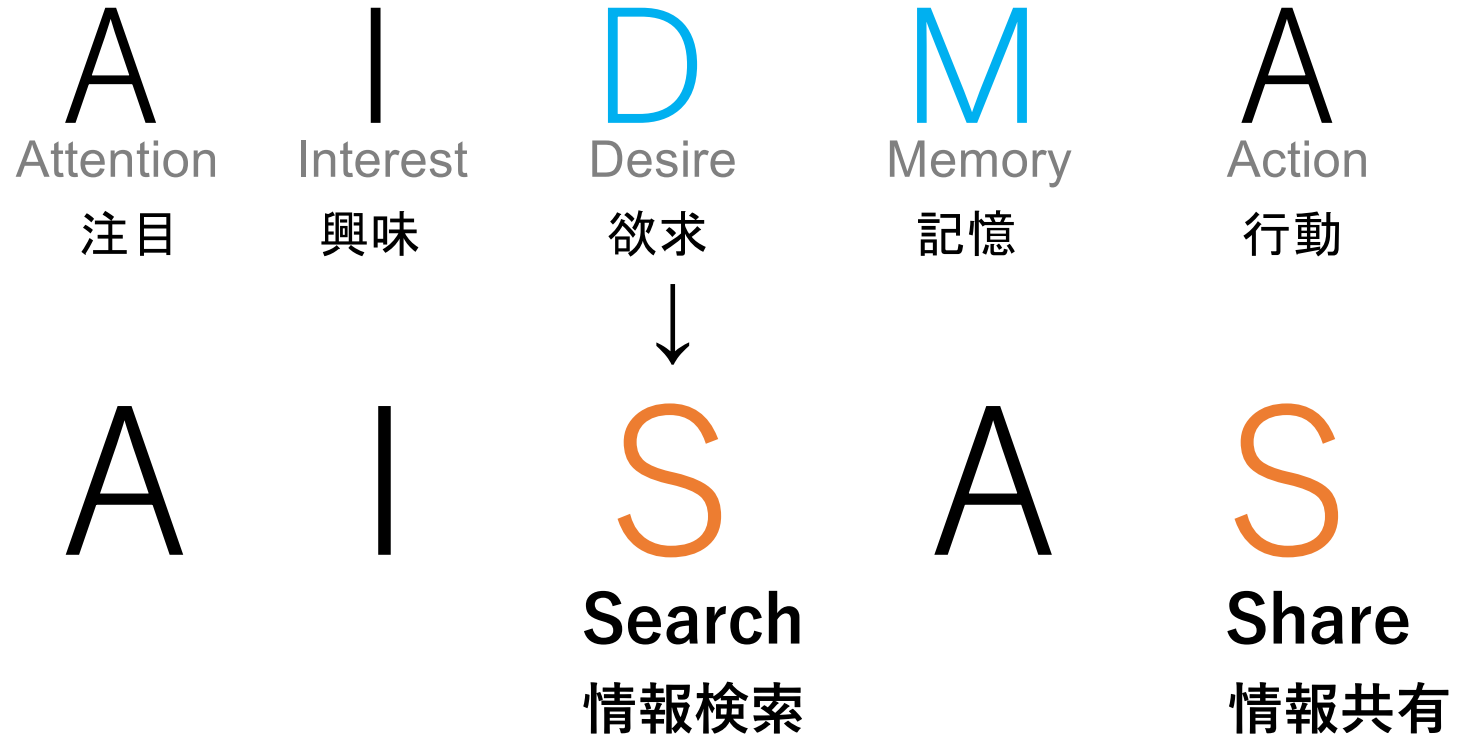 A I D M A
Attention Interest Desire Memory Action
注目 興味 欲求 記憶 行動
↓
A I S A S
Search Share
情報検索 情報共有